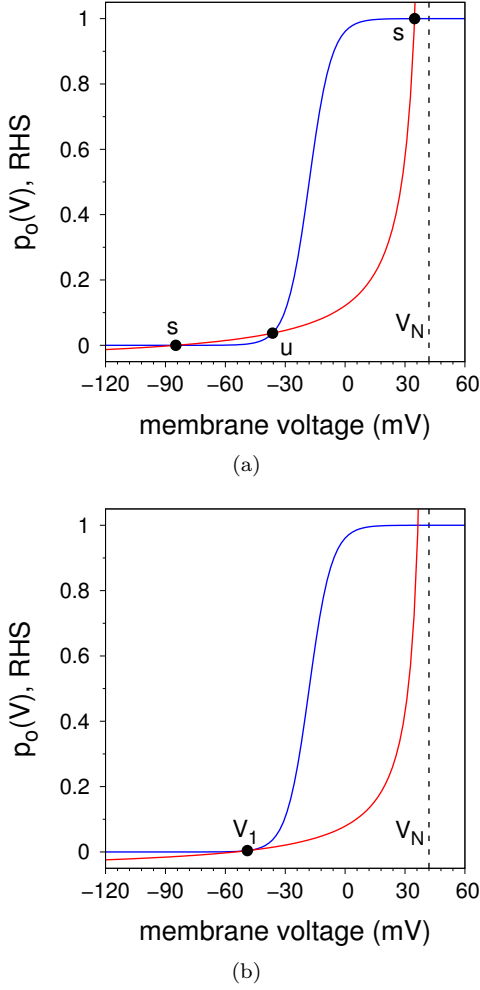 1
0.8
0.6
0.4
0.2
0
−120
−90
−60
−30
0
30
60
s
s
u
V_N
p_o(V), RHS
membrane voltage (mV)
(a)
1
0.8
0.6
0.4
0.2
0
−120
−90
−60
−30
0
30
60
V_1
V_N
p_o(V), RHS
membrane voltage (mV)
(b)